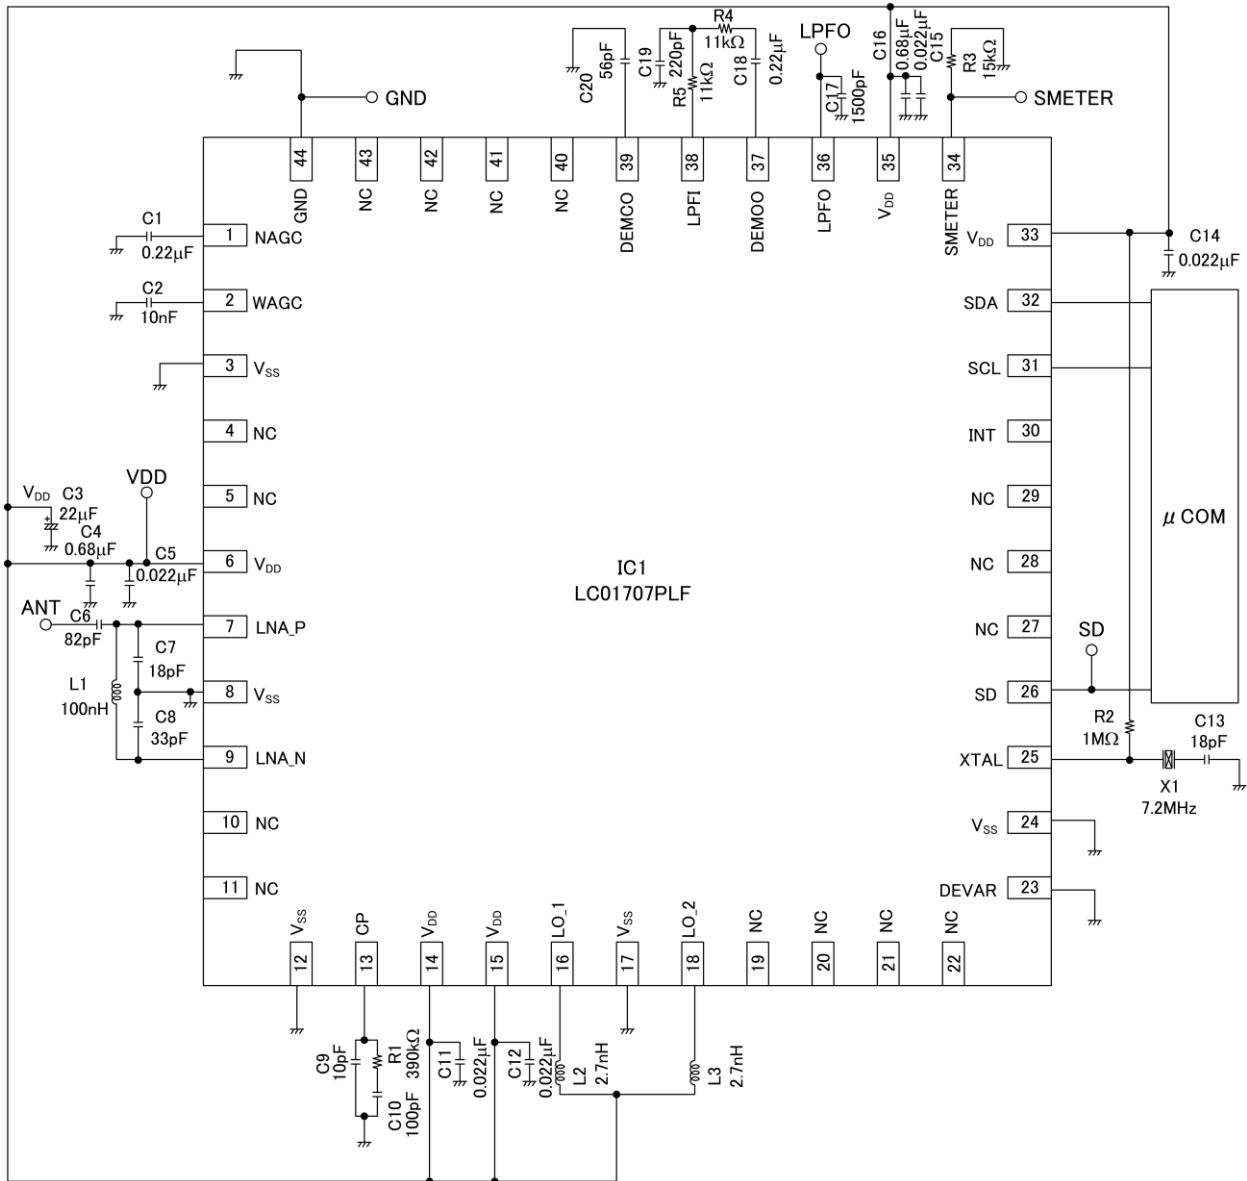 R4
11kΩ
LPFO
C20
56pF
C19
220pF
R5
11kΩ
C18
0.22μF
C17
1500pF
C16
0.68μF
0.022μF
C15
R3
15kΩ
GND
SMETER
44
43
42
41
40
39
38
37
36
35
34
GND
NC
NC
NC
NC
DEMCO
LPFI
DEMOO
LPFO
VDD
SMETER
C1
0.22μF
1 NAGC
C2
10nF
2 WAGC
3 VSS
4 NC
5 NC
VDD
VDD C3
22μF
C4
0.68μF
C5
0.022μF
6 VDD
ANT
C6
82pF
7 LNA_P
C7
18pF
L1
100nH
8 VSS
C8
33pF
9 LNA_N
10 NC
11 NC
IC1
LC01707PLF
VDD 33
C14
0.022μF
SDA 32
SCL 31
INT 30
NC 29
μ COM
NC 28
NC 27
SD
SD 26
R2
1MΩ
C13
18pF
XTAL 25
X1
7.2MHz
VSS 24
DEVAR 23
VSS
CP
VDD
VDD
LO_1
VSS
LO_2
NC
NC
NC
NC
12
13
14
15
16
17
18
19
20
21
22
C9
10pF
R1
390kΩ
C10
100pF
C11
0.022μF
C12
0.022μF
L2
2.7nH
L3
2.7nH